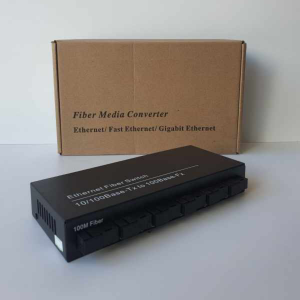 Fiber Media Converter
Ethernet/ Fast Ethernet/ Gigabit Ethernet
Ethernet Fiber Switch
10/100Base-Tx to 100Base-Fx
100M Fiber